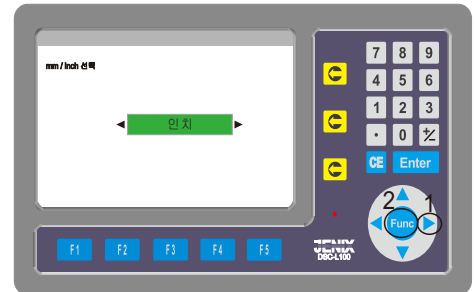 mm / Inch 선택
인치
7 8 9
4 5 6
1 2 3
· 0 +/-
CE Enter
2 1
Func
F1 F2 F3 F4 F5
JENIX
DSC-L100